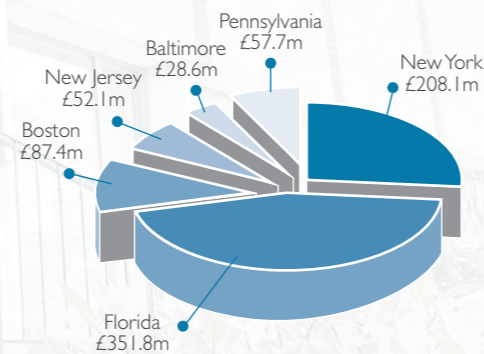 Pennsylvania
£57.7m
Baltimore
£28.6m
New York
£208.1m
New Jersey
£52.1m
Boston
£87.4m
Florida
£351.8m